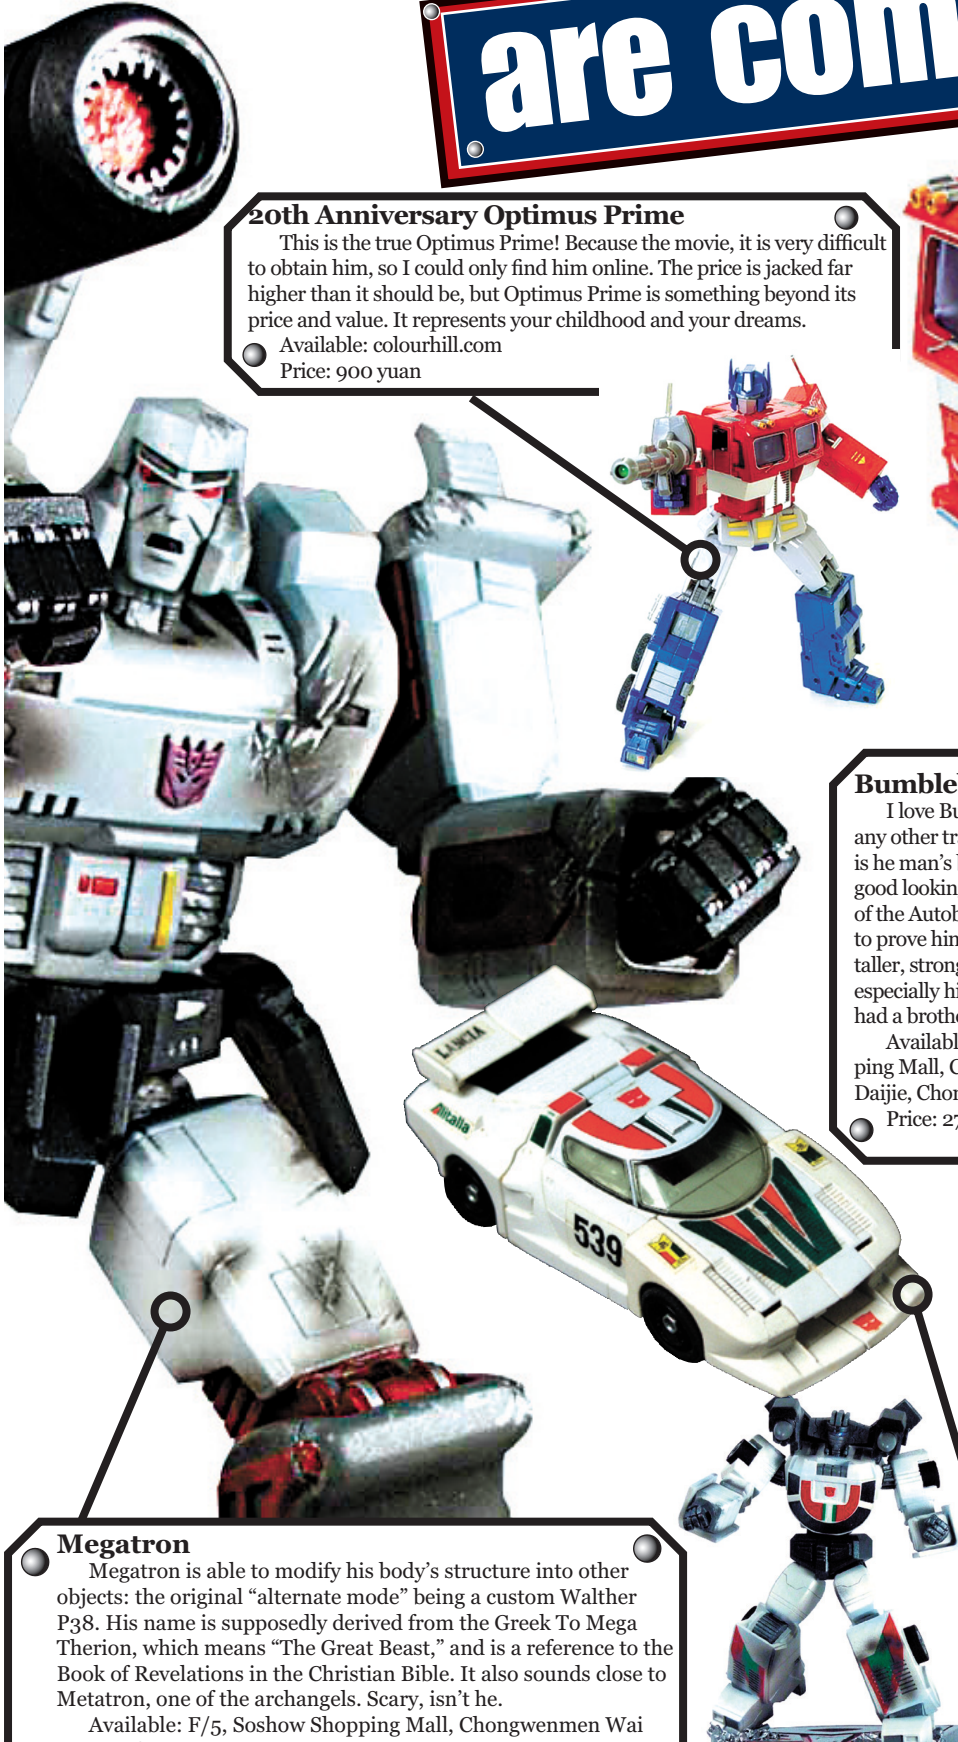 are com
20th Anniversary Optimus Prime
This is the true Optimus Prime! Because the movie, it is very difficult
to obtain him, so I could only find him online. The price is jacked far
higher than it should be, but Optimus Prime is something beyond its
price and value. It represents your childhood and your dreams.
Available: colourhill.com
Price: 900 yuan
Bumble
I love Bu
any other tra
is he man's b
good lookin
of the Autob
to prove him
taller, strong
especially hi
had a brothe
Availabl
ping Mall, C
Daijie, Chon
Price: 27
LANCIA
Alitalia
539
Megatron
Megatron is able to modify his body's structure into other
objects: the original “alternate mode” being a custom Walther
P38. His name is supposedly derived from the Greek To Mega
Therion, which means “The Great Beast,” and is a reference to the
Book of Revelations in the Christian Bible. It also sounds close to
Metatron, one of the archangels. Scary, isn't he.
Available: F/5, Soshow Shopping Mall, Chongwenmen Wai